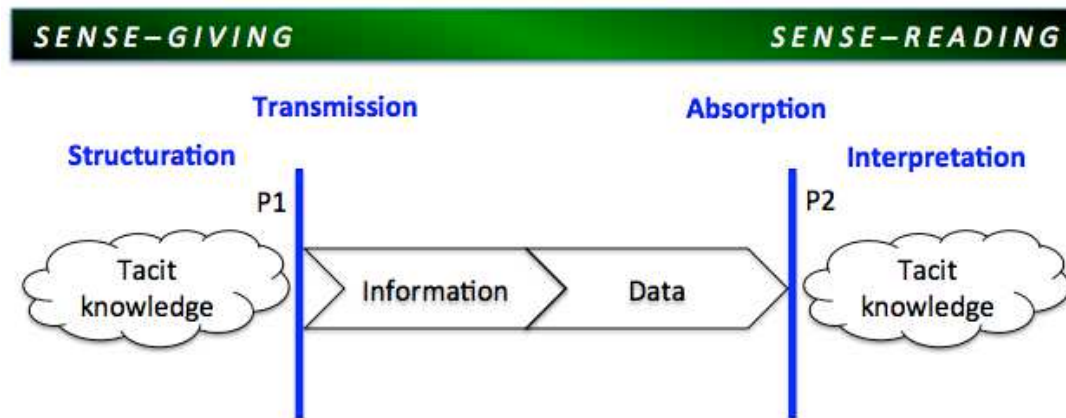 SENSE–GIVING SENSE–READING
Transmission Absorption
Structuration Interpretation
P1 P2
Tacit
knowledge
Information Data
Tacit
knowledge